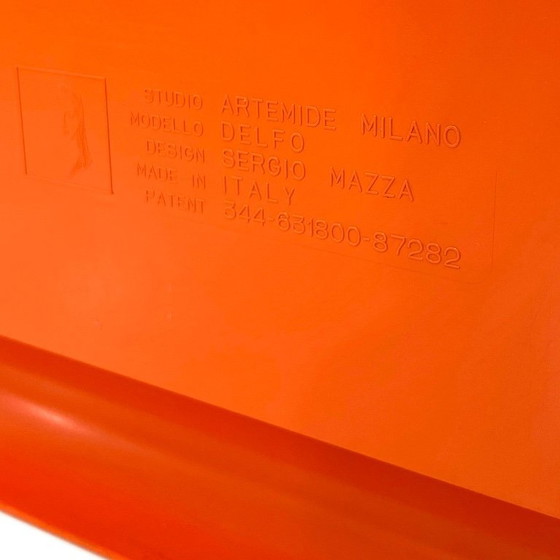 STUDIO ARTEMIDE MILANO
MODELLO DELFO
DESIGN SERGIO MAZZA
MADE IN ITALY
PATENT 344-631800-87282